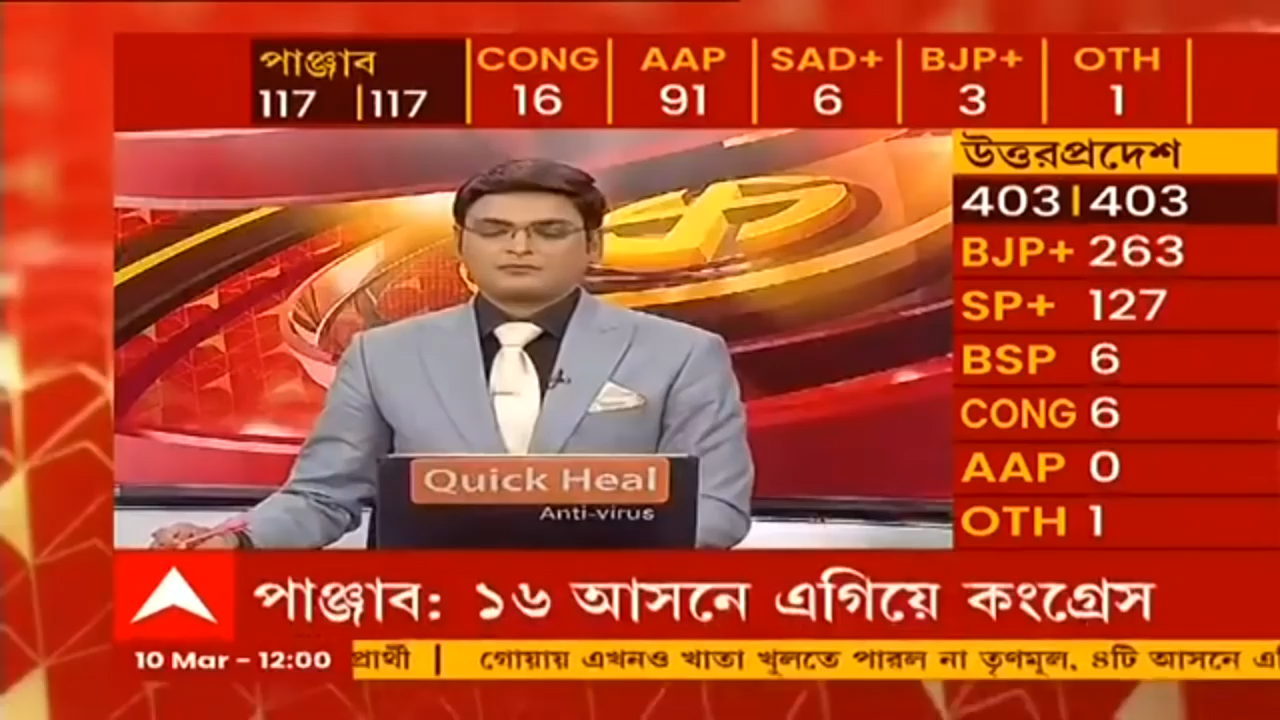 পাঞ্জাব CONG AAP SAD+ BJP+ OTH
117 |117 16 91 6 3 1
উত্তরপ্রদেশ
403 | 403
BJP+ 263
SP+ 127
BSP 6
CONG 6
AAP 0
OTH 1
Quick Heal
Anti-virus
পাঞ্জাব: ১৬ আসনে এগিয়ে কংগ্রেস
10 Mar - 12:00 প্রার্থী | গোয়ায় এখনও খাতা খুলতে পারল না তৃণমূল, ৪টি আসনে